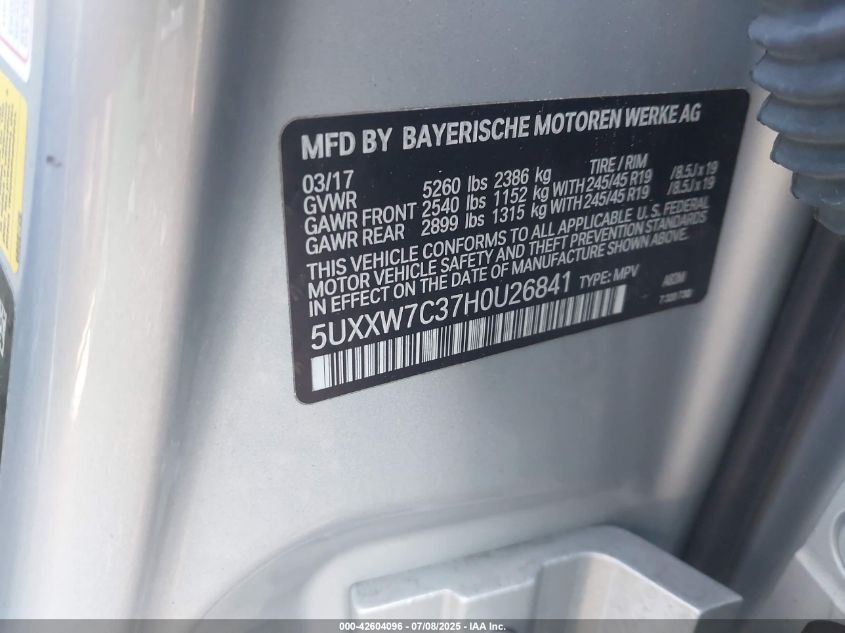 MFD BY BAYERISCHE MOTOREN WERKE AG
03/17 TIRE / RIM
GVWR 5260 lbs 2386 kg
GAWR FRONT 2540 lbs 1152 kg WITH 245/45 R19 /8.5J x 19
GAWR REAR 2899 lbs 1315 kg WITH 245/45 R19 /8.5J x 19
THIS VEHICLE CONFORMS TO ALL APPLICABLE U.S. FEDERAL
MOTOR VEHICLE SAFETY AND THEFT PREVENTION STANDARDS
IN EFFECT ON THE DATE OF MANUFACTURE SHOWN ABOVE.
5UXXW7C37H0U26841 TYPE: MPV
000-42604096 - 07/08/2025 - IAA Inc.